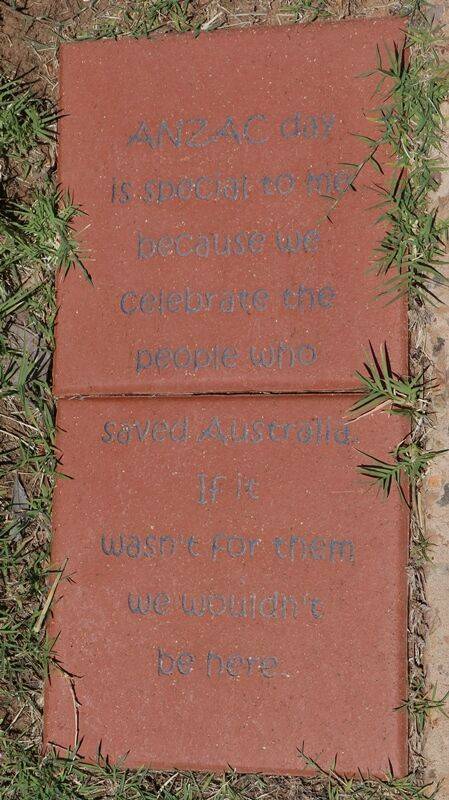 ANZAC day
is special to me
because we
celebrate the
people who
saved Australia.
If it
wasn't for them
we wouldn't
be here.